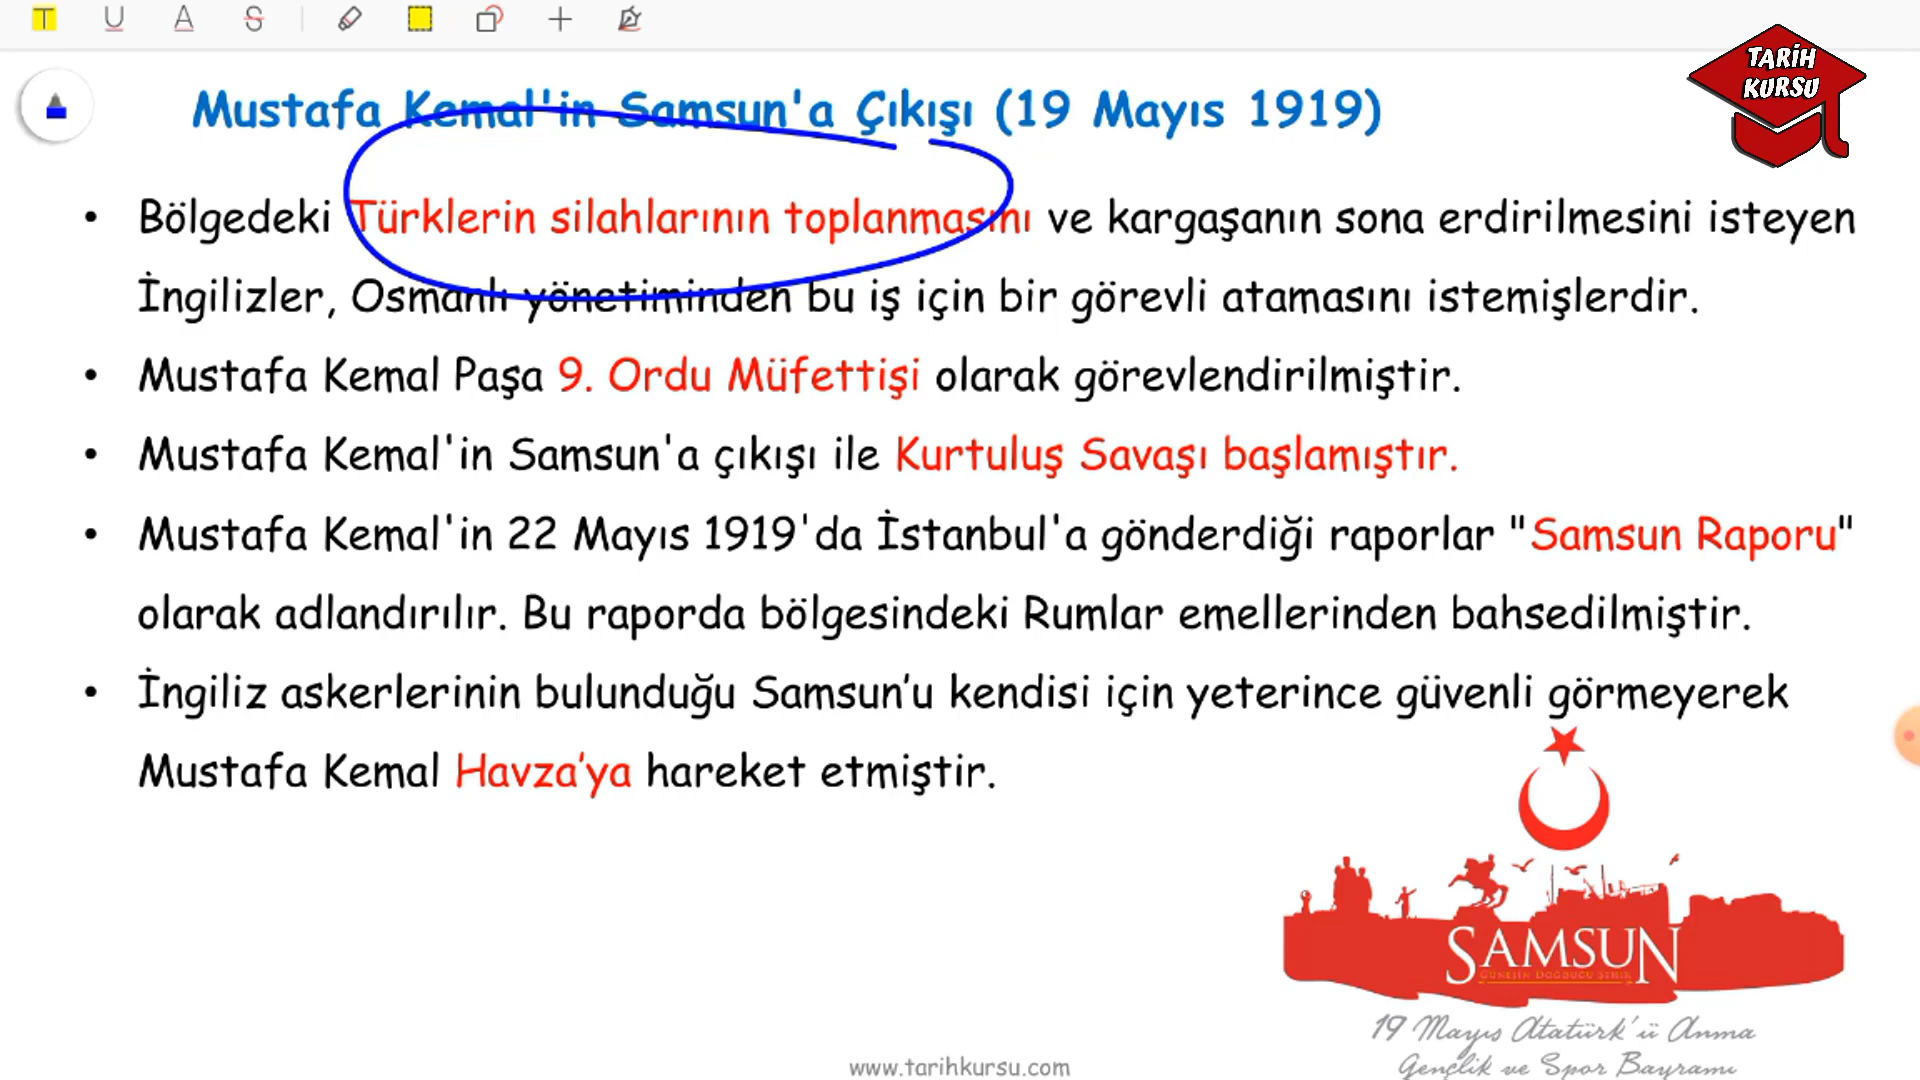 T U A S
TARİH
KURSU
Mustafa Kemal'in Samsun'a Çıkışı (19 Mayıs 1919)
• Bölgedeki Türklerin silahlarının toplanmasını ve kargaşanın sona erdirilmesini isteyen
İngilizler, Osmanlı yönetiminden bu iş için bir görevli atamasını istemişlerdir.
• Mustafa Kemal Paşa 9. Ordu Müfettişi olarak görevlendirilmiştir.
• Mustafa Kemal'in Samsun'a çıkışı ile Kurtuluş Savaşı başlamıştır.
• Mustafa Kemal'in 22 Mayıs 1919'da İstanbul'a gönderdiği raporlar "Samsun Raporu"
olarak adlandırılır. Bu raporda bölgesindeki Rumlar emellerinden bahsedilmiştir.
• İngiliz askerlerinin bulunduğu Samsun’u kendisi için yeterince güvenli görmeyerek
Mustafa Kemal Havza’ya hareket etmiştir.
SAMSUN
GÜNEŞİN DOĞDUĞU ŞEHİR
19 Mayıs Atatürk'ü Anma
Gençlik ve Spor Bayramı
www.tarihkursu.com